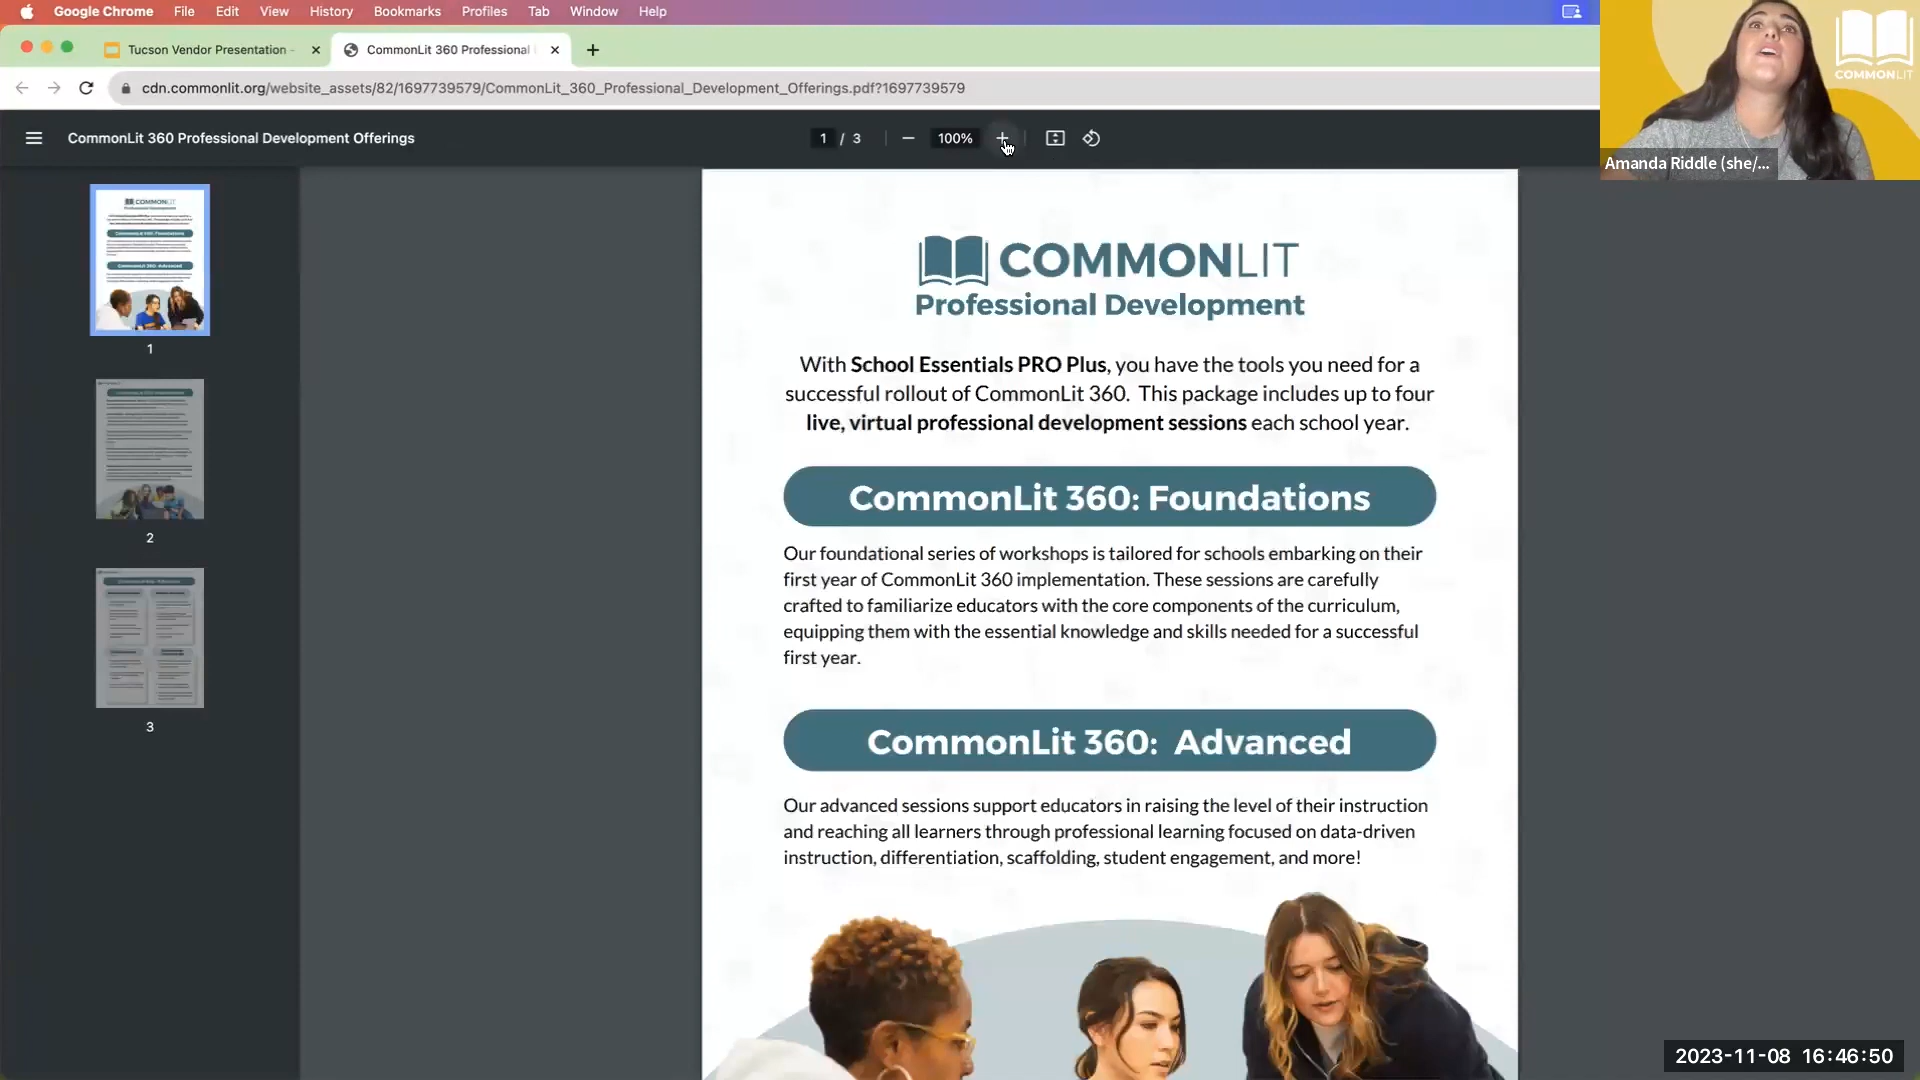 Google Chrome File Edit View History Bookmarks Profiles Tab Window Help
Tucson Vendor Presentation -
CommonLit 360 Professional
cdn.commonlit.org/website_assets/82/1697739579/CommonLit_360_Professional_Development_Offerings.pdf?1697739579
COMMONLIT
Amanda Riddle (she/...
CommonLit 360 Professional Development Offerings
1 / 3
100%
1
2
3
COMMONLIT
Professional Development
With School Essentials PRO Plus, you have the tools you need for a
successful rollout of CommonLit 360. This package includes up to four
live, virtual professional development sessions each school year.
CommonLit 360: Foundations
Our foundational series of workshops is tailored for schools embarking on their
first year of CommonLit 360 implementation. These sessions are carefully
crafted to familiarize educators with the core components of the curriculum,
equipping them with the essential knowledge and skills needed for a successful
first year.
CommonLit 360: Advanced
Our advanced sessions support educators in raising the level of their instruction
and reaching all learners through professional learning focused on data-driven
instruction, differentiation, scaffolding, student engagement, and more!
2023-11-08 16:46:50